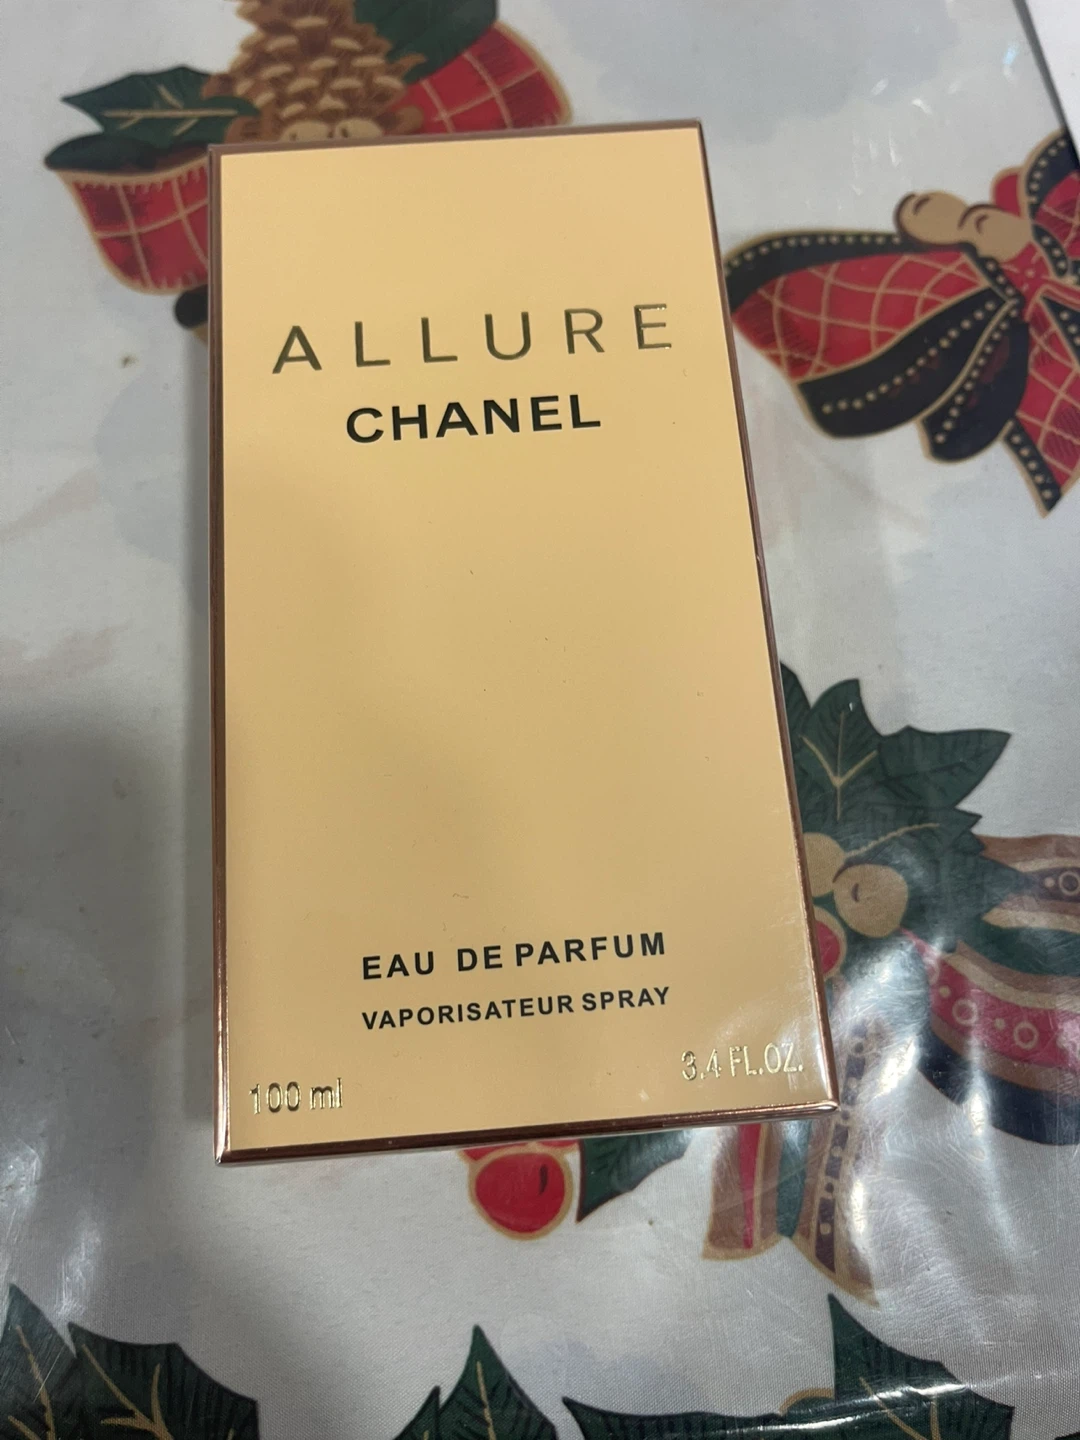 ALLURE
CHANEL
EAU DE PARFUM
VAPORISATEUR SPRAY
100 ml
3.4 FL.OZ.